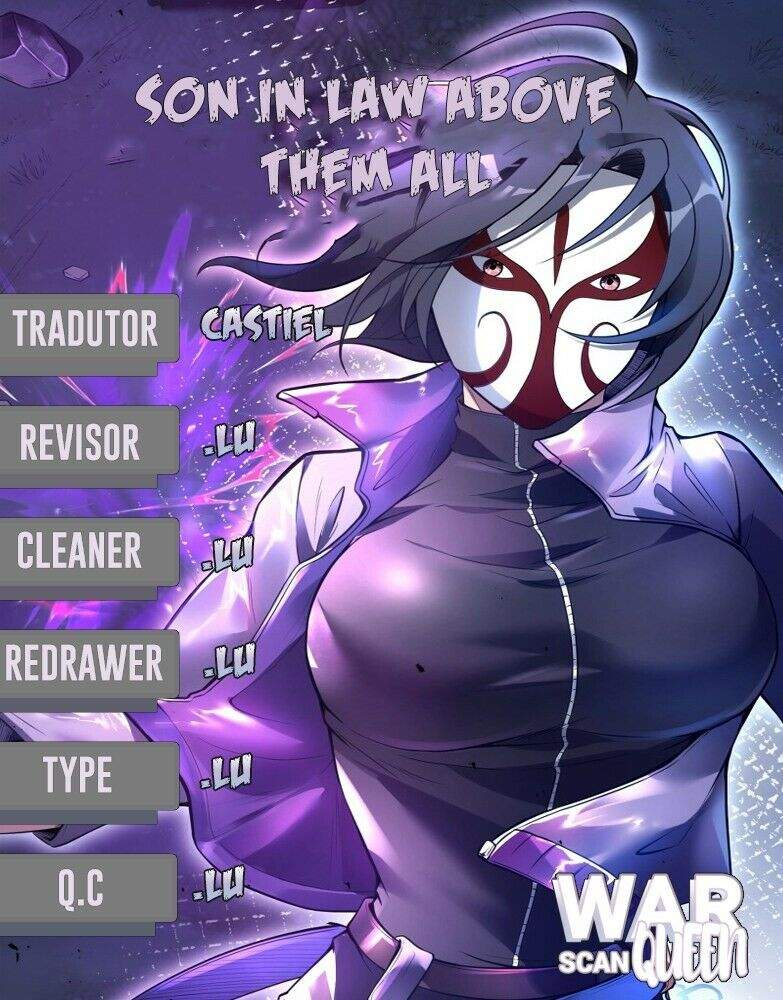 SON IN LAW ABOVE
THEM ALL
TRADUTOR CASTIEL
REVISOR .LU
CLEANER .LU
REDRAWER .LU
TYPE .LU
Q.C .LU
WAR
SCAN QUEEN